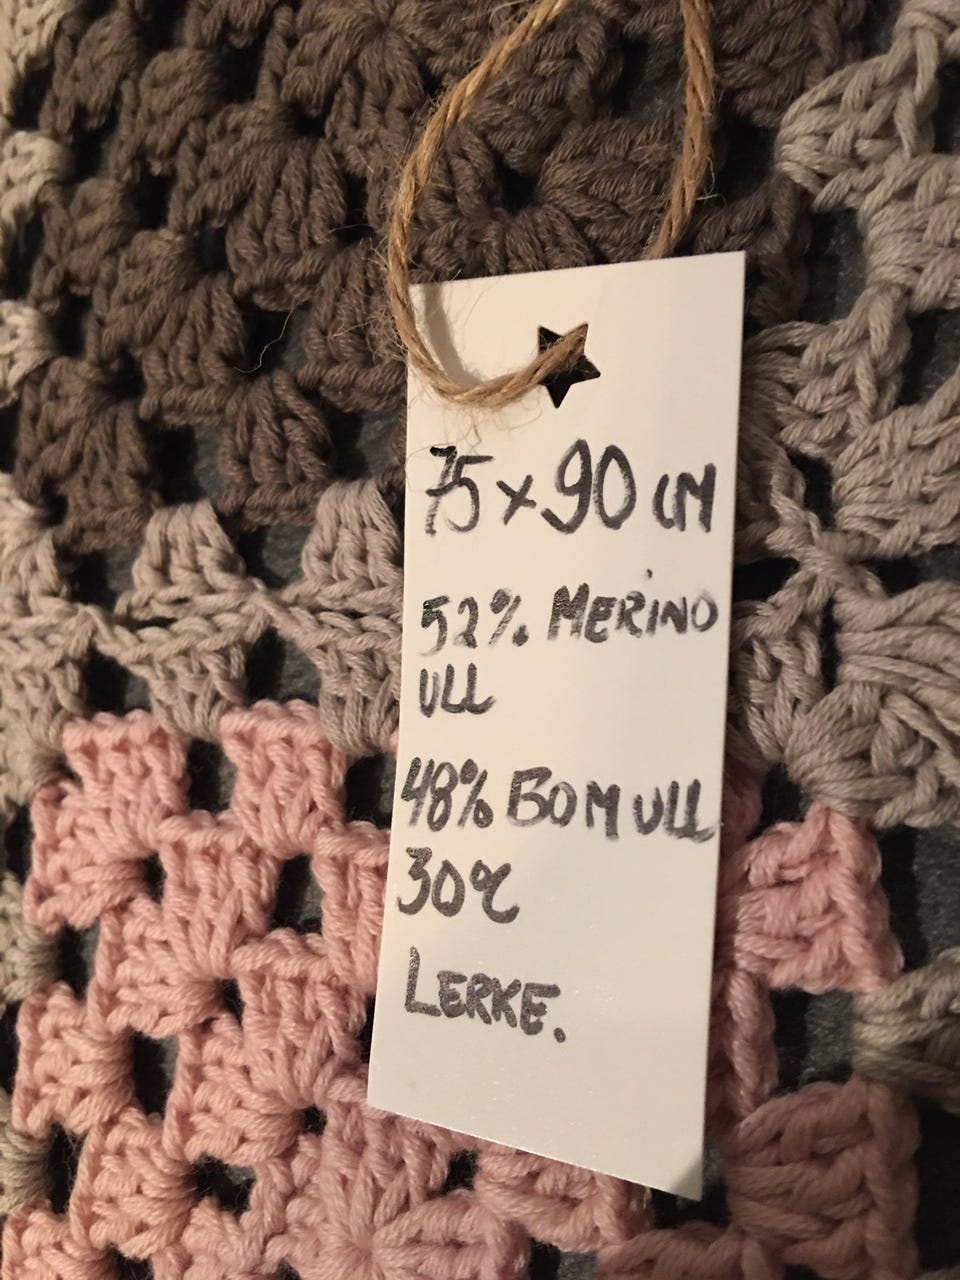 75 x 90 cm
52% MERINO
ULL
48% BOMULL
30°C
LERKE.